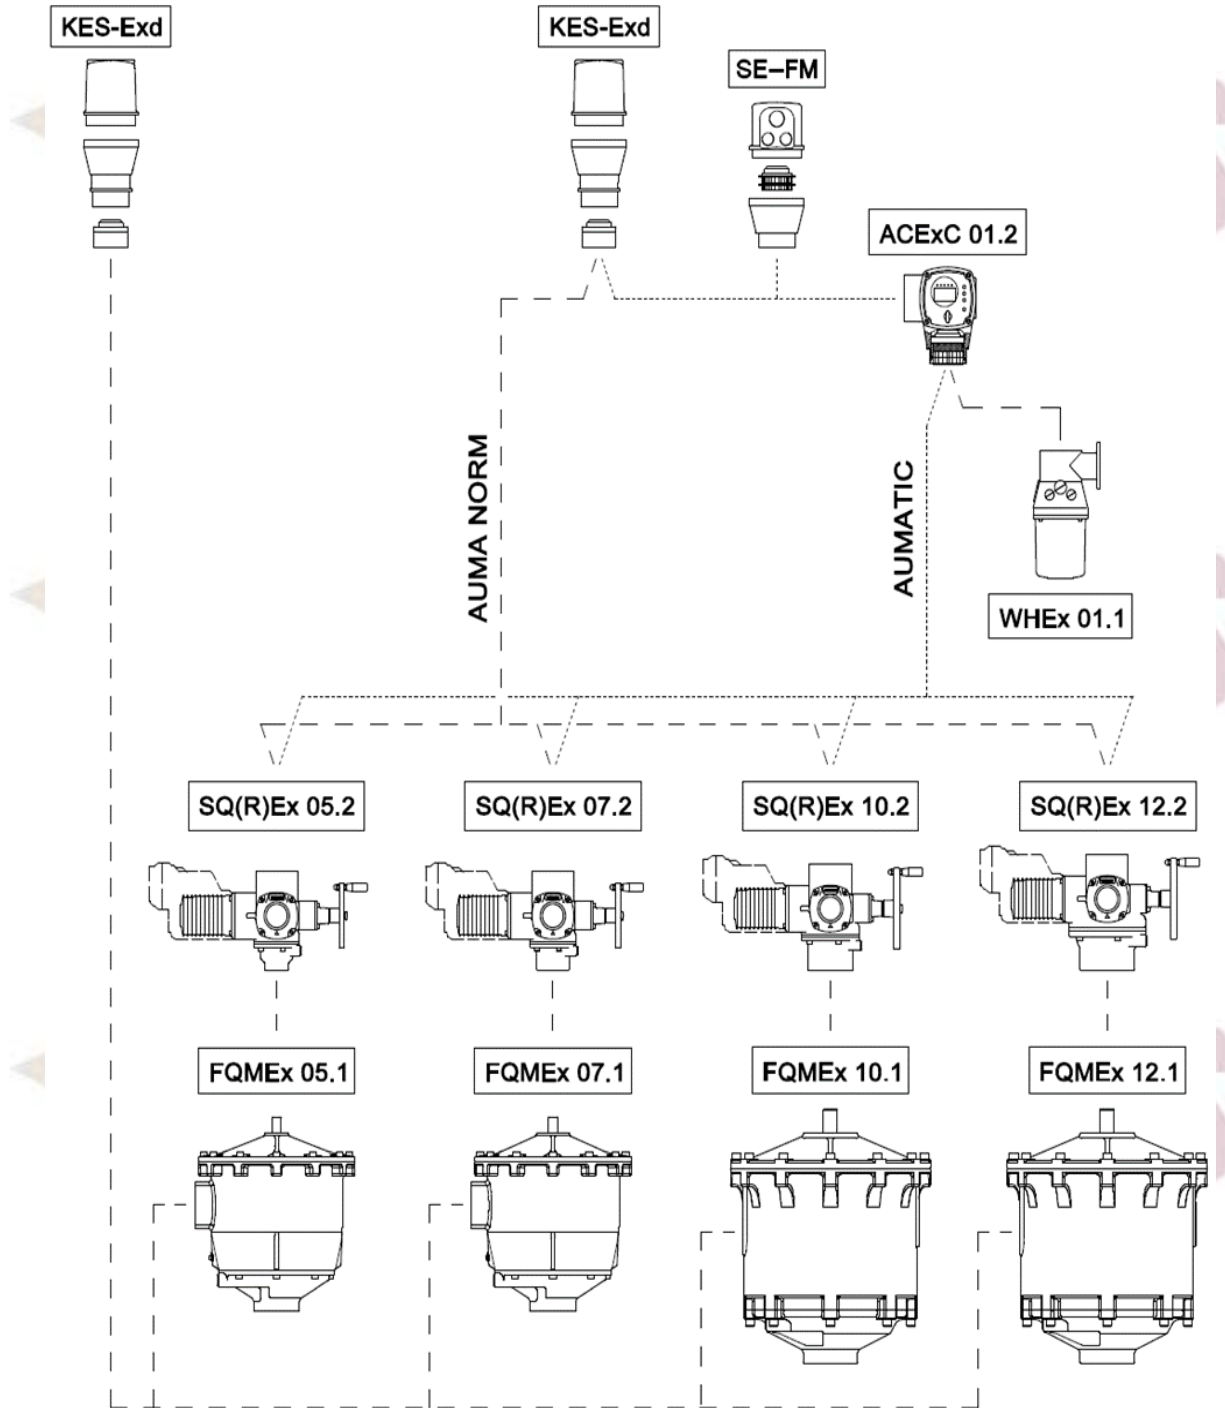 KES-Exd
KES-Exd
SE–FM
ACExC 01.2
AUMA NORM
AUMATIC
WHEx 01.1
SQ(R)Ex 05.2
SQ(R)Ex 07.2
SQ(R)Ex 10.2
SQ(R)Ex 12.2
FQMEx 05.1
FQMEx 07.1
FQMEx 10.1
FQMEx 12.1